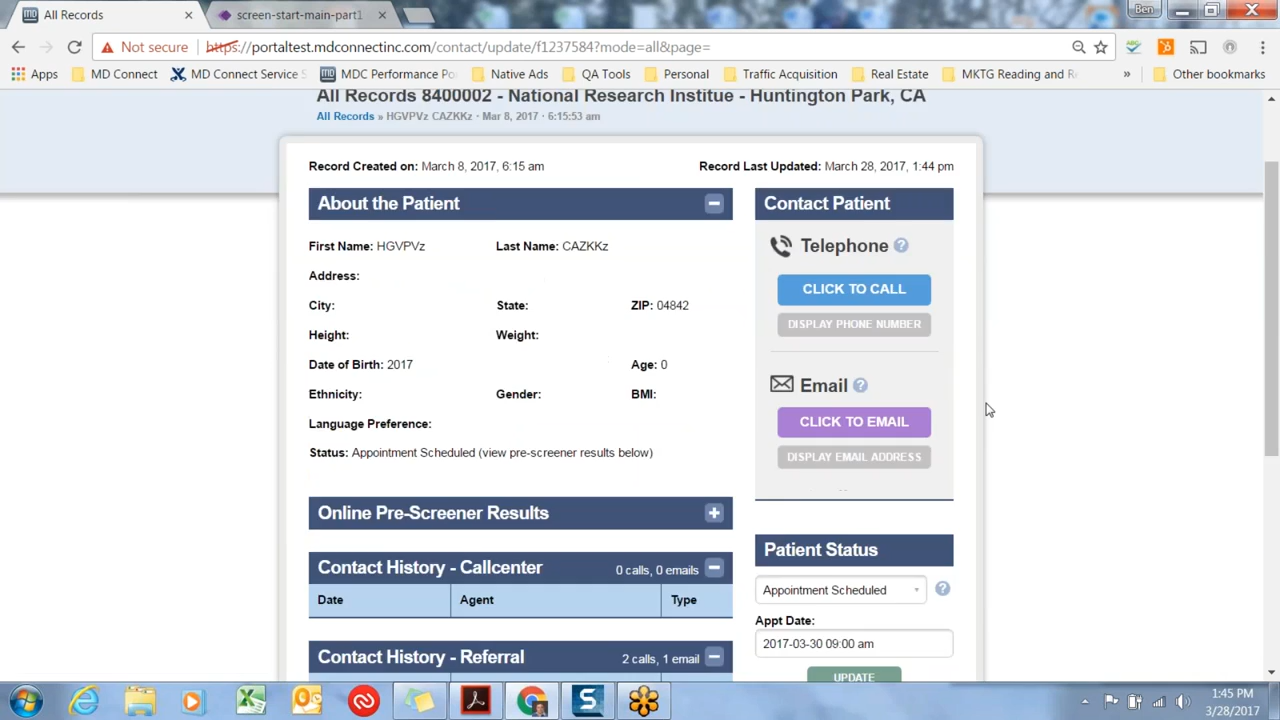 All Records
screen-start-main-part1
Ben
Not secure
https://portaltest.mdconnectinc.com/contact/update/f1237584?mode=all&page=
Apps
MD Connect
MD Connect Service
MDC Performance Po
Native Ads
QA Tools
Personal
Traffic Acquisition
Real Estate
MKTG Reading and R
»
Other bookmarks
All Records 8400002 - National Research Institue - Huntington Park, CA
All Records » HGVPVz CAZKKz • Mar 8, 2017 • 6:15:53 am
Record Created on: March 8, 2017, 6:15 am
Record Last Updated: March 28, 2017, 1:44 pm
About the Patient
First Name: HGVPVz
Last Name: CAZKKz
Address:
City:
State:
ZIP: 04842
Height:
Weight:
Date of Birth: 2017
Age: 0
Ethnicity:
Gender:
BMI:
Language Preference:
Status: Appointment Scheduled (view pre-screener results below)
Online Pre-Screener Results
Contact History - Callcenter
0 calls, 0 emails
Date
Agent
Type
Contact History - Referral
2 calls, 1 email
Contact Patient
Telephone ?
CLICK TO CALL
DISPLAY PHONE NUMBER
Email ?
CLICK TO EMAIL
DISPLAY EMAIL ADDRESS
Patient Status
Appointment Scheduled
?
Appt Date:
2017-03-30 09:00 am
UPDATE
1:45 PM
3/28/2017